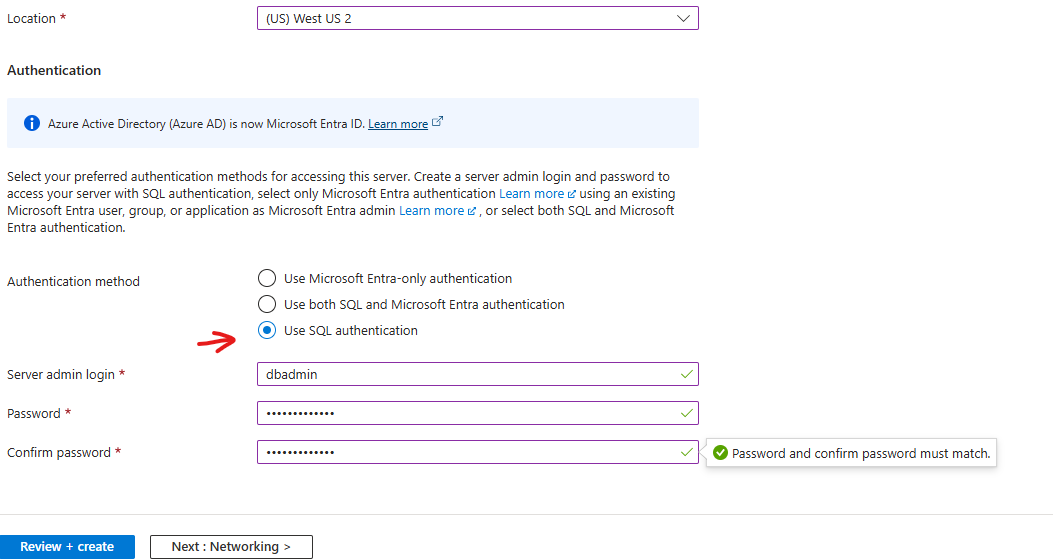 Location *
(US) West US 2
Authentication
Azure Active Directory (Azure AD) is now Microsoft Entra ID. Learn more
Select your preferred authentication methods for accessing this server. Create a server admin login and password to
access your server with SQL authentication, select only Microsoft Entra authentication Learn more using an existing
Microsoft Entra user, group, or application as Microsoft Entra admin Learn more , or select both SQL and Microsoft
Entra authentication.
Authentication method
Use Microsoft Entra-only authentication
Use both SQL and Microsoft Entra authentication
Use SQL authentication
Server admin login *
dbadmin
Password *
•••••••••••••
Confirm password *
•••••••••••••
Password and confirm password must match.
Review + create
Next : Networking >